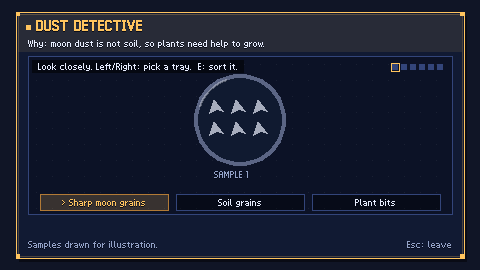 DUST DETECTIVE
Why: moon dust is not soil, so plants need help to grow.
Look closely. Left/Right: pick a tray. E: sort it.
SAMPLE 1
> Sharp moon grains
Soil grains
Plant bits
Samples drawn for illustration.
Esc: leave